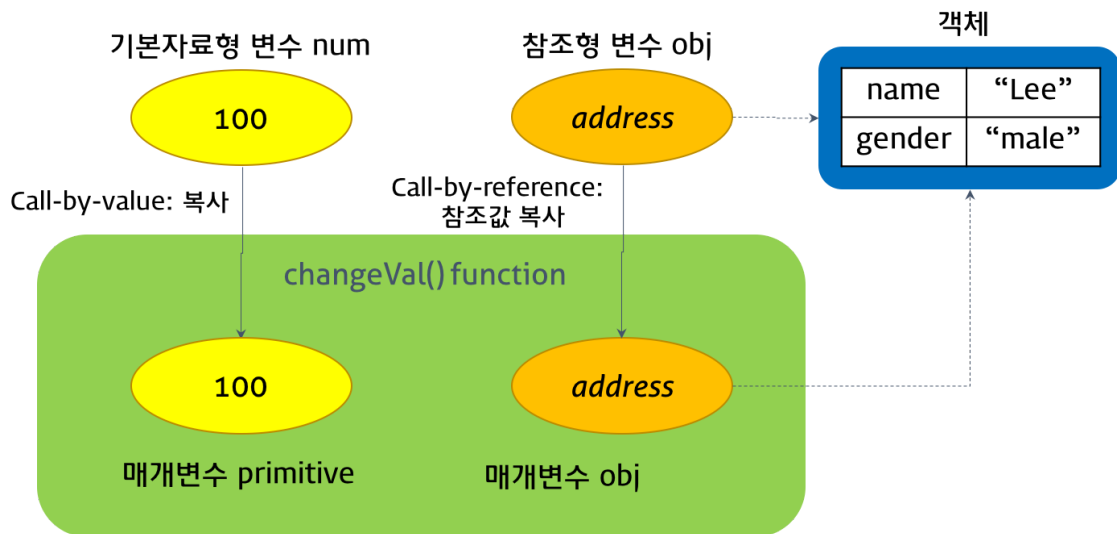 기본자료형 변수 num
참조형 변수 obj
객체
100
address
name “Lee”
gender “male”
Call-by-value: 복사
Call-by-reference:
참조값 복사
changeVal() function
100
address
매개변수 primitive
매개변수 obj